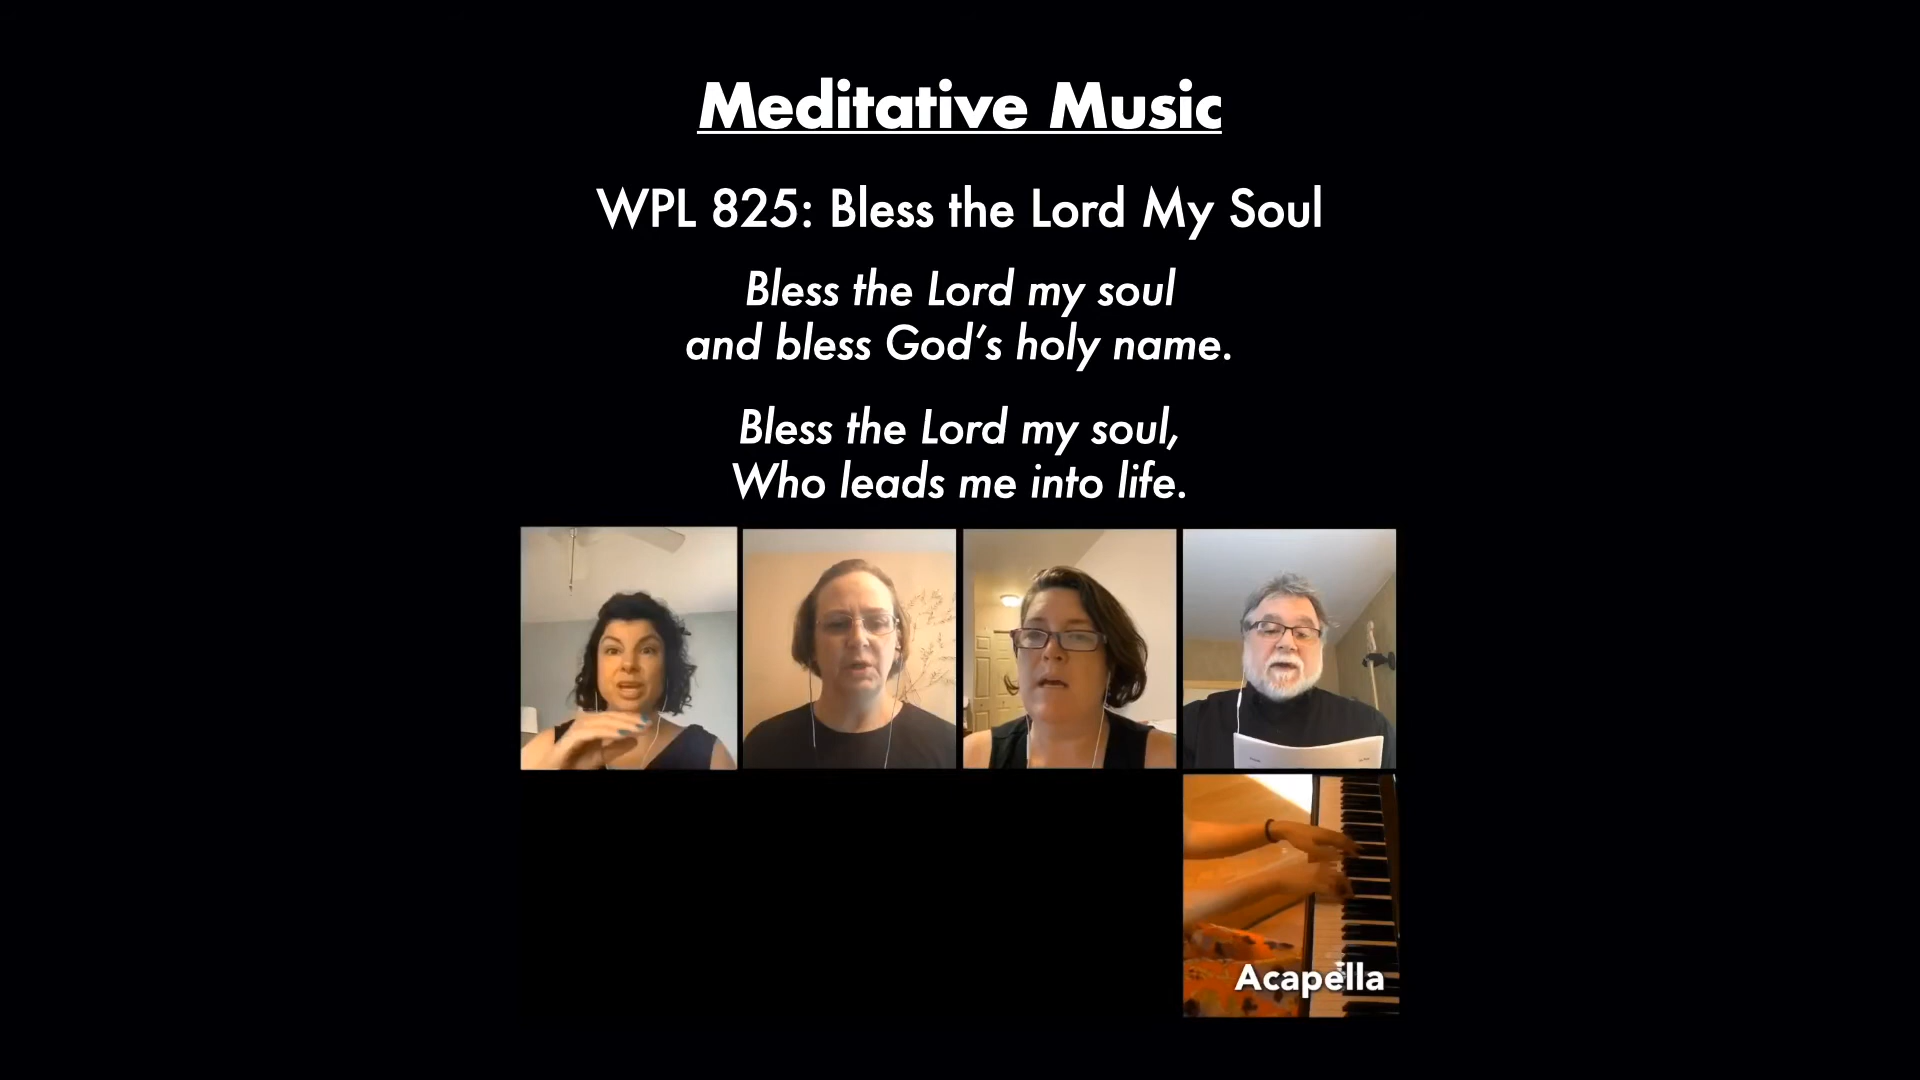 Meditative Music
WPL 825: Bless the Lord My Soul
Bless the Lord my soul
and bless God’s holy name.
Bless the Lord my soul,
Who leads me into life.
Acapella